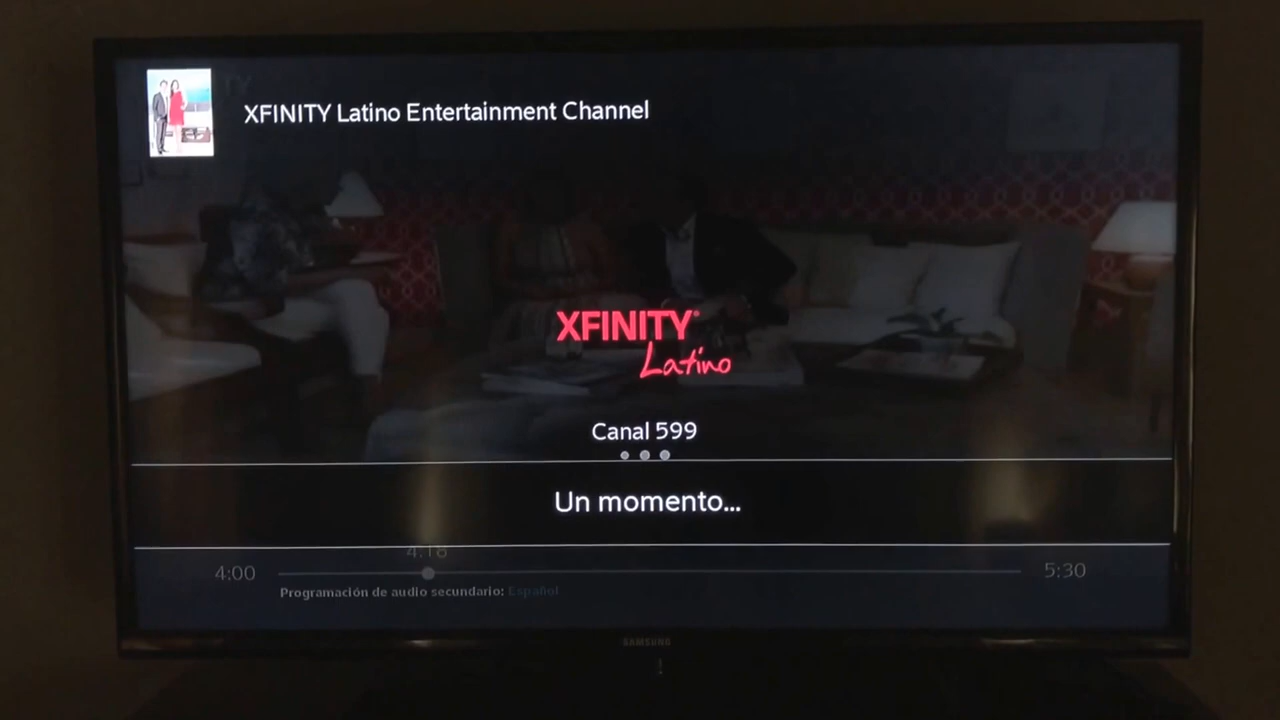 XFINITY Latino Entertainment Channel
XFINITY®
Latino
Canal 599
Un momento...
4:18
4:00
5:30
Programación de audio secundario: Español
SAMSUNG